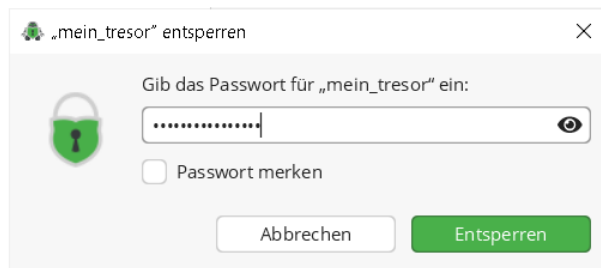 „mein_tresor“ entsperren
Gib das Passwort für „mein_tresor“ ein:
••••••••••••••••
Passwort merken
Abbrechen
Entsperren